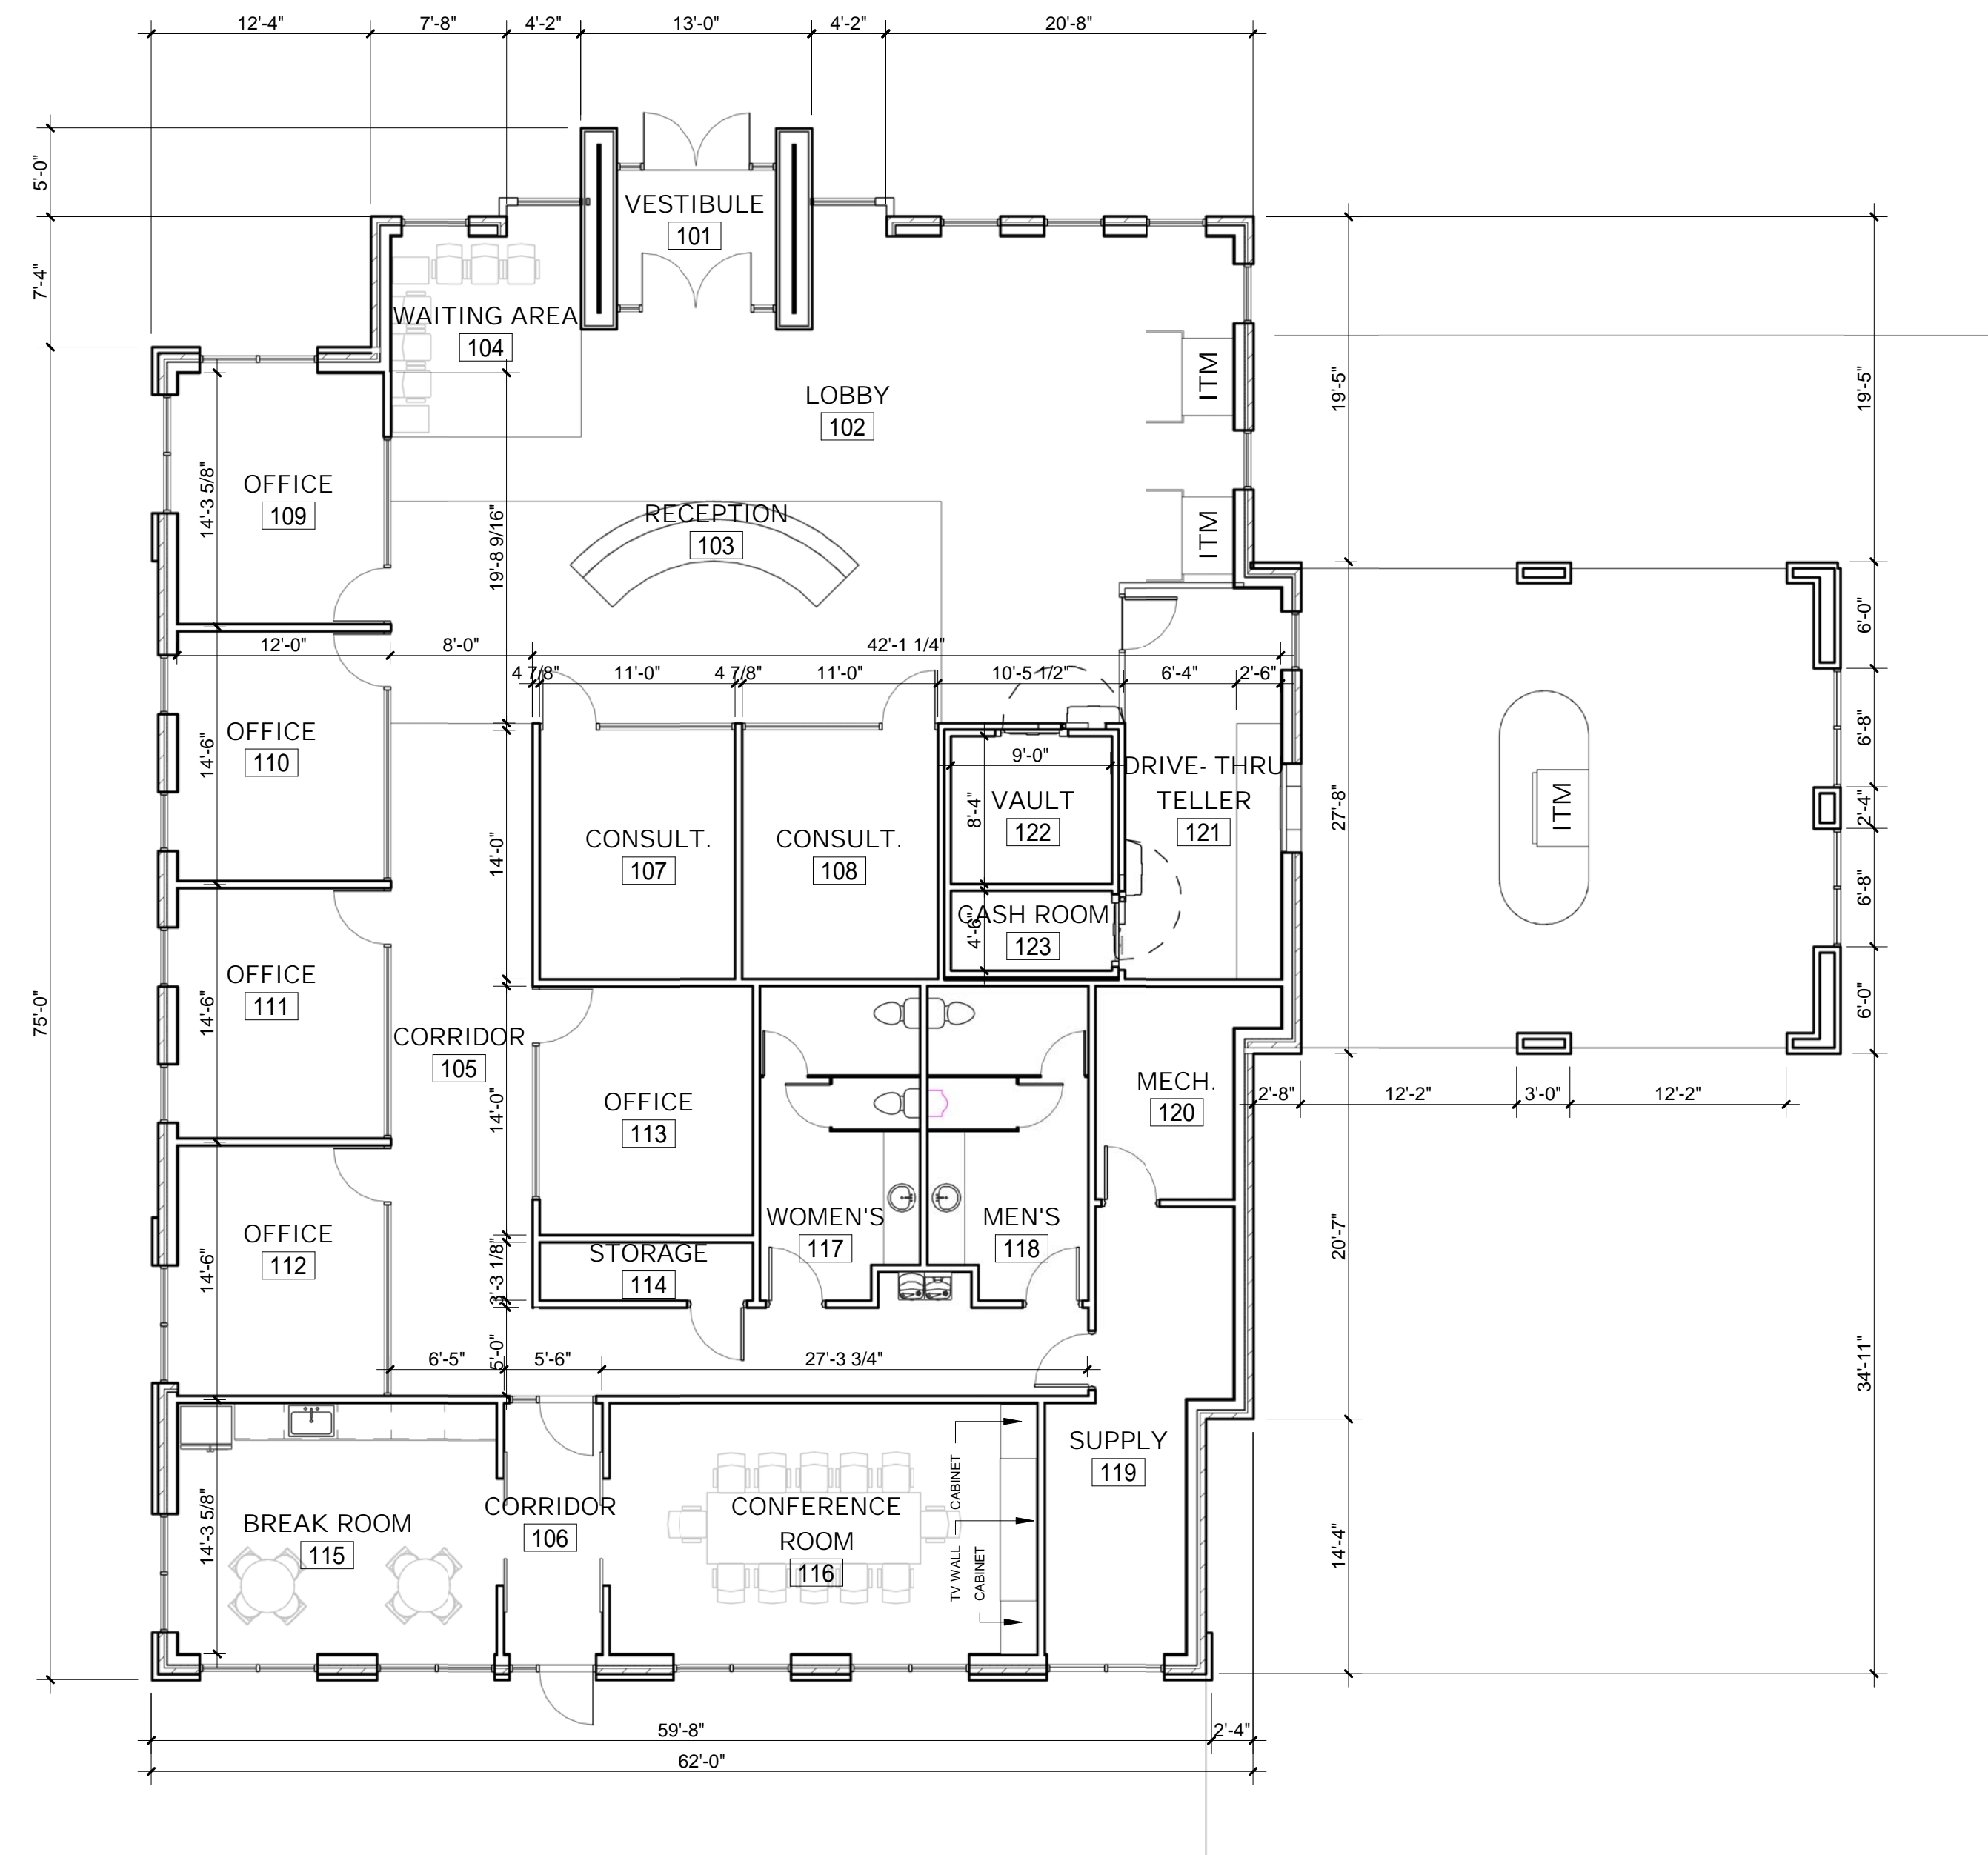 12'-4" 7'-8" 4'-2" 13'-0" 4'-2" 20'-8"
5'-0"
7'-4"
75'-0"
VESTIBULE
101
WAITING AREA
104
LOBBY
102
ITM
ITM
19'-5"
19'-5"
OFFICE
109
14'-3 5/8"
19'-8 9/16"
RECEPTION
103
12'-0" 8'-0" 42'-1 1/4"
4 7/8" 11'-0" 4 7/8" 11'-0" 10'-5 1/2" 6'-4" 2'-6"
6'-0"
6'-8"
2'-4"
6'-8"
6'-0"
OFFICE
110
14'-6"
9'-0"
8'-4"
VAULT
122
DRIVE- THRU
TELLER
121
27'-8"
ITM
14'-0"
CONSULT.
107
CONSULT.
108
CASH ROOM
123
4'-6"
OFFICE
111
14'-6"
CORRIDOR
105
14'-0"
OFFICE
113
MECH.
120
2'-8" 12'-2" 3'-0" 12'-2"
OFFICE
112
14'-6"
3'-3 1/8"
STORAGE
114
WOMEN'S
117
MEN'S
118
20'-7"
34'-11"
6'-5" 5'-0" 5'-6" 27'-3 3/4"
14'-3 5/8"
BREAK ROOM
115
CORRIDOR
106
CONFERENCE
ROOM
116
CABINET
TV WALL
CABINET
SUPPLY
119
14'-4"
59'-8" 2'-4"
62'-0"